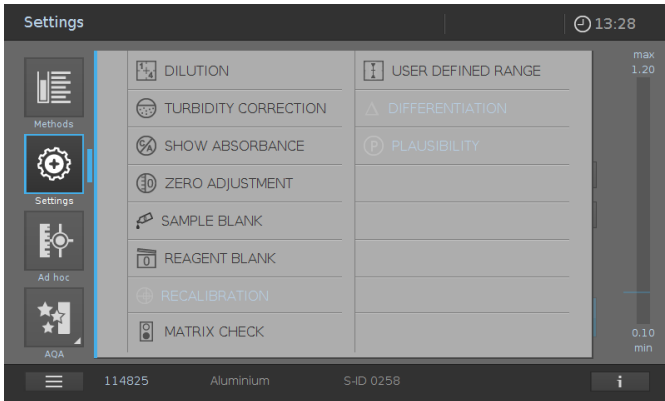 Settings
13:28
Methods
Settings
Ad hoc
AQA
DILUTION
TURBIDITY CORRECTION
SHOW ABSORBANCE
ZERO ADJUSTMENT
SAMPLE BLANK
REAGENT BLANK
RECALIBRATION
MATRIX CHECK
USER DEFINED RANGE
DIFFERENTIATION
PLAUSIBILITY
max
1.20
0.10
min
114825 Aluminium S-ID 0258